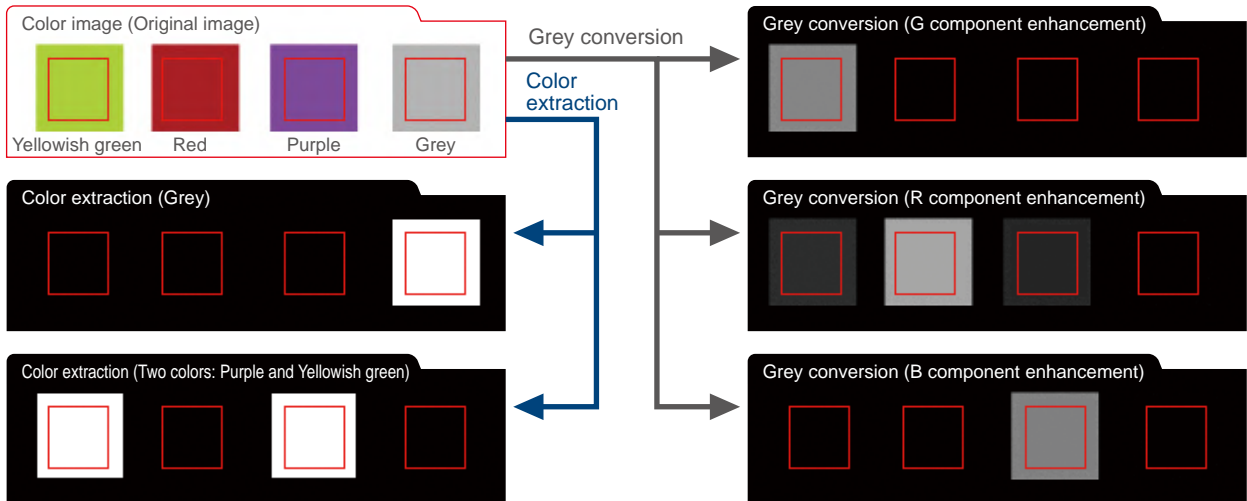 Color image (Original image)
Yellowish green
Red
Purple
Grey
Grey conversion
Color
extraction
Grey conversion (G component enhancement)
Color extraction (Grey)
Grey conversion (R component enhancement)
Color extraction (Two colors: Purple and Yellowish green)
Grey conversion (B component enhancement)